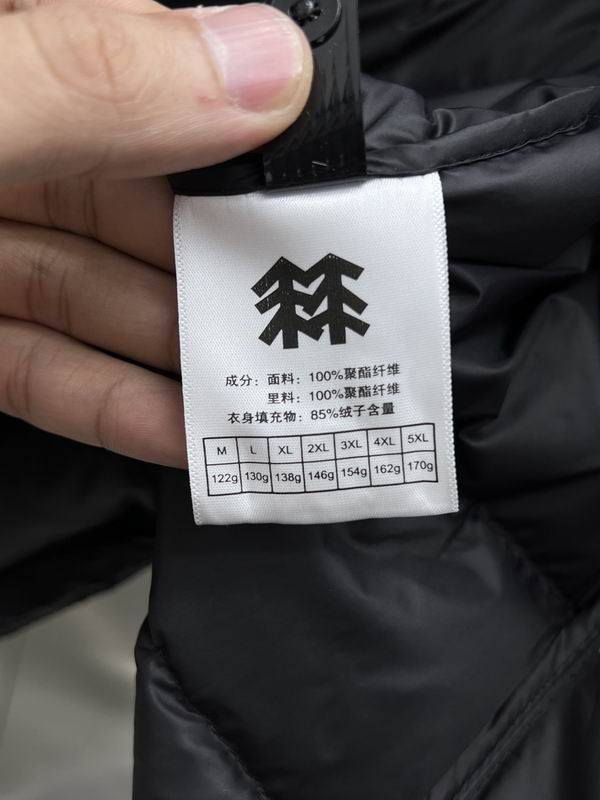 成分：面料：100%聚酯纤维
里料：100%聚酯纤维
衣身填充物：85%绒子含量
M L XL 2XL 3XL 4XL 5XL
122g 130g 138g 146g 154g 162g 170g